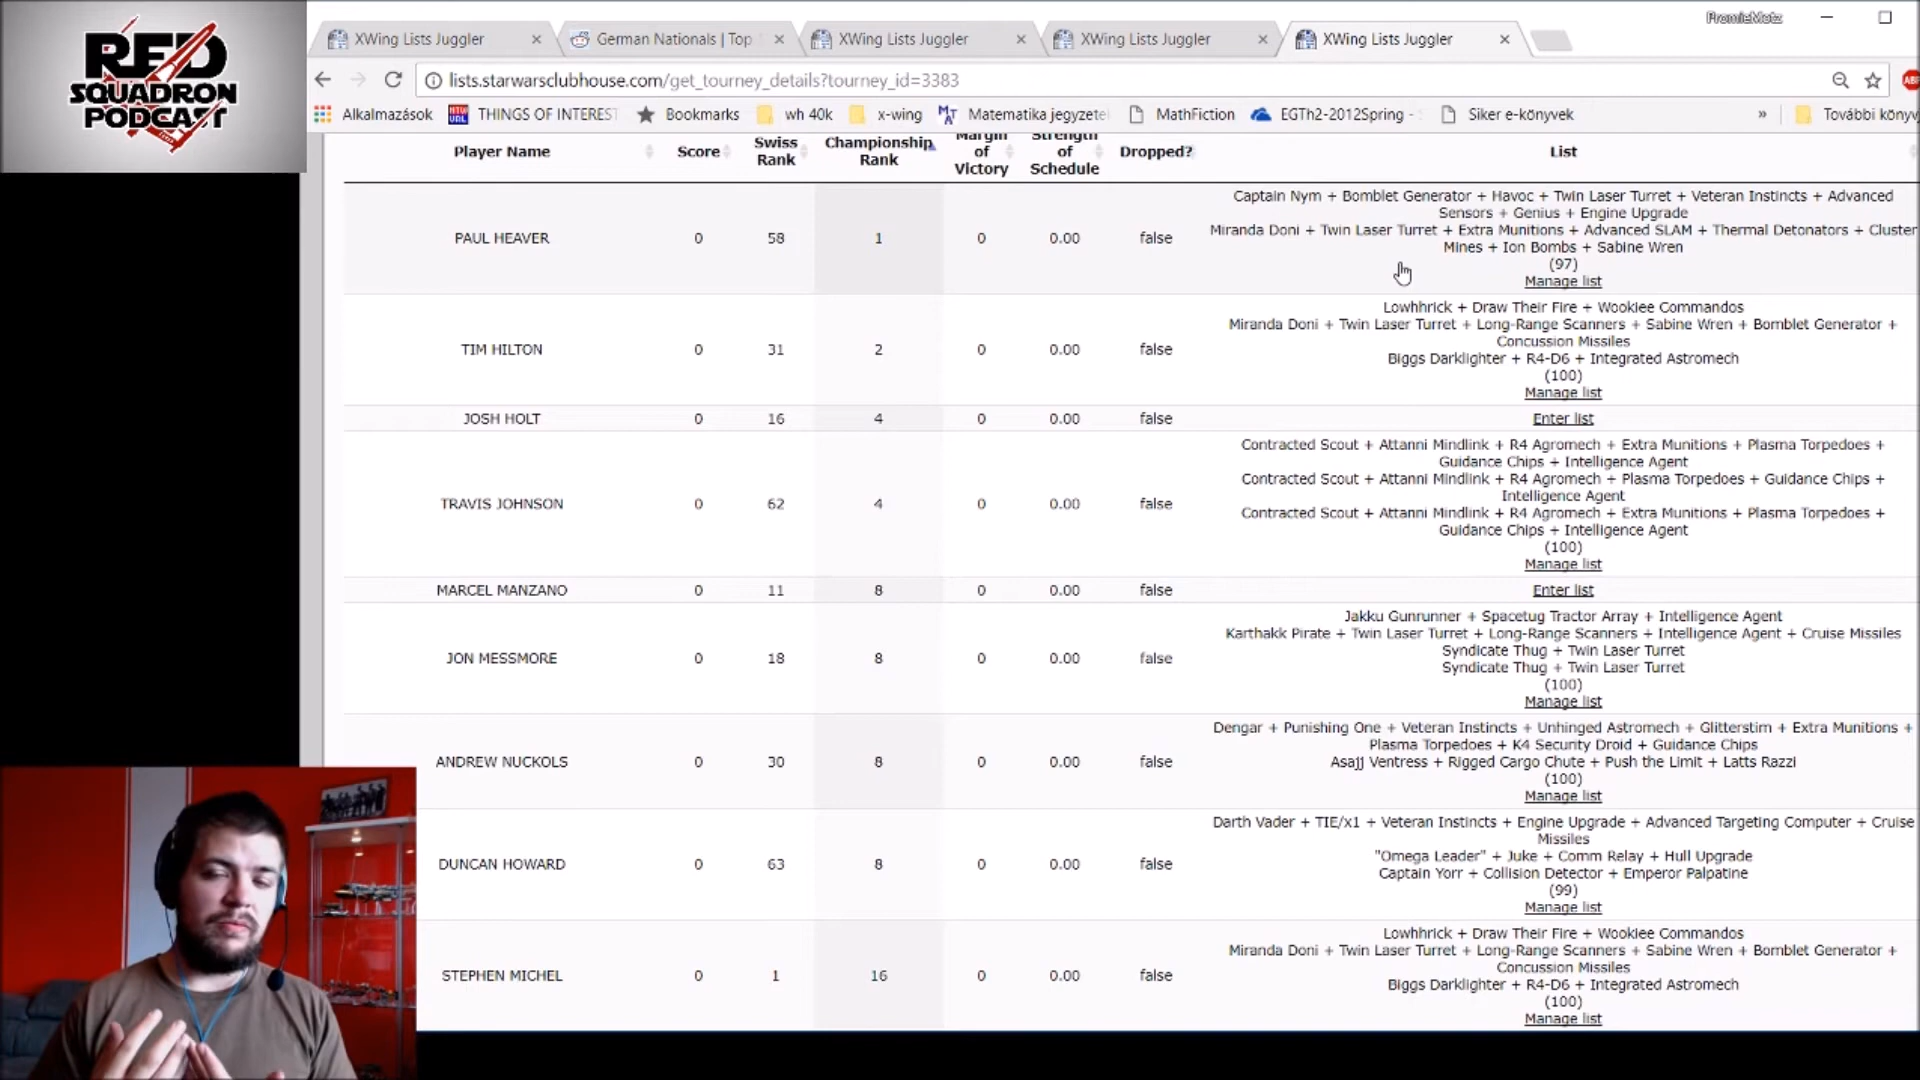 RED
SQUADRON
PODCAST
PromieMotz
XWing Lists Juggler
German Nationals | Top
XWing Lists Juggler
XWing Lists Juggler
XWing Lists Juggler
lists.starwarsclubhouse.com/get_tourney_details?tourney_id=3383
Alkalmazások THINGS OF INTEREST Bookmarks wh 40k x-wing Matematika jegyzete MathFiction EGTh2-2012Spring - Siker e-könyvek » További könyv
Player Name Score Swiss Rank Championship Rank Margin of Victory Strength of Schedule Dropped? List
PAUL HEAVER 0 58 1 0 0.00 false
Captain Nym + Bomblet Generator + Havoc + Twin Laser Turret + Veteran Instincts + Advanced
Sensors + Genius + Engine Upgrade
Miranda Doni + Twin Laser Turret + Extra Munitions + Advanced SLAM + Thermal Detonators + Cluster
Mines + Ion Bombs + Sabine Wren
(97)
Manage list
TIM HILTON 0 31 2 0 0.00 false
Lowhhrick + Draw Their Fire + Wookiee Commandos
Miranda Doni + Twin Laser Turret + Long-Range Scanners + Sabine Wren + Bomblet Generator +
Concussion Missiles
Biggs Darklighter + R4-D6 + Integrated Astromech
(100)
Manage list
JOSH HOLT 0 16 4 0 0.00 false Enter list
TRAVIS JOHNSON 0 62 4 0 0.00 false
Contracted Scout + Attanni Mindlink + R4 Agromech + Extra Munitions + Plasma Torpedoes +
Guidance Chips + Intelligence Agent
Contracted Scout + Attanni Mindlink + R4 Agromech + Plasma Torpedoes + Guidance Chips +
Intelligence Agent
Contracted Scout + Attanni Mindlink + R4 Agromech + Extra Munitions + Plasma Torpedoes +
Guidance Chips + Intelligence Agent
(100)
Manage list
MARCEL MANZANO 0 11 8 0 0.00 false Enter list
JON MESSMORE 0 18 8 0 0.00 false
Jakku Gunrunner + Spacetug Tractor Array + Intelligence Agent
Karthakk Pirate + Twin Laser Turret + Long-Range Scanners + Intelligence Agent + Cruise Missiles
Syndicate Thug + Twin Laser Turret
Syndicate Thug + Twin Laser Turret
(100)
Manage list
ANDREW NUCKOLS 0 30 8 0 0.00 false
Dengar + Punishing One + Veteran Instincts + Unhinged Astromech + Glitterstim + Extra Munitions +
Plasma Torpedoes + K4 Security Droid + Guidance Chips
Asajj Ventress + Rigged Cargo Chute + Push the Limit + Latts Razzi
(100)
Manage list
DUNCAN HOWARD 0 63 8 0 0.00 false
Darth Vader + TIE/x1 + Veteran Instincts + Engine Upgrade + Advanced Targeting Computer + Cruise
Missiles
"Omega Leader" + Juke + Comm Relay + Hull Upgrade
Captain Yorr + Collision Detector + Emperor Palpatine
(99)
Manage list
STEPHEN MICHEL 0 1 16 0 0.00 false
Lowhhrick + Draw Their Fire + Wookiee Commandos
Miranda Doni + Twin Laser Turret + Long-Range Scanners + Sabine Wren + Bomblet Generator +
Concussion Missiles
Biggs Darklighter + R4-D6 + Integrated Astromech
(100)
Manage list